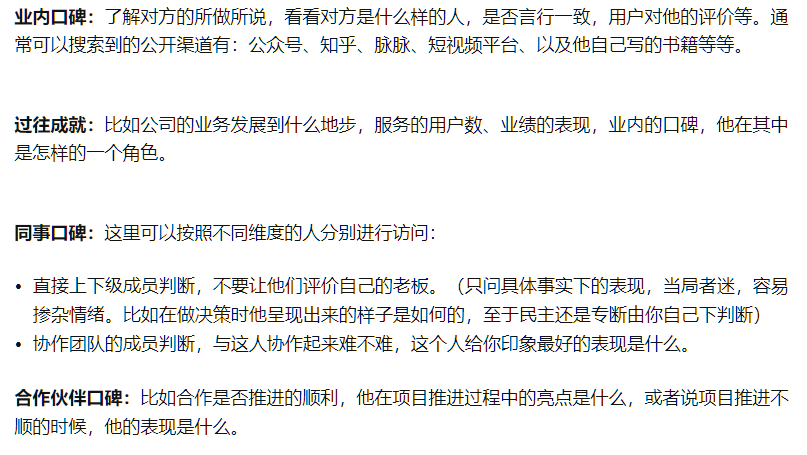 业内口碑：了解对方的所做所说，看看对方是什么样的人，是否言行一致，用户对他的评价等。通
常可以搜索到的公开渠道有：公众号、知乎、脉脉、短视频平台、以及他自己写的书籍等等。
过往成就：比如公司的业务发展到什么地步，服务的用户数、业绩的表现，业内的口碑，他在其中
是怎样的一个角色。
同事口碑：这里可以按照不同维度的人分别进行访问：
• 直接上下级成员判断，不要让他们评价自己的老板。（只问具体事实下的表现，当局者迷，容易
掺杂情绪。比如在做决策时他呈现出来的样子是如何的，至于民主还是专断由你自己下判断）
• 协作团队的成员判断，与这人协作起来难不难，这个人给你印象最好的表现是什么。
合作伙伴口碑：比如合作是否推进的顺利，他在项目推进过程中的亮点是什么，或者说项目推进不
顺的时候，他的表现是什么。